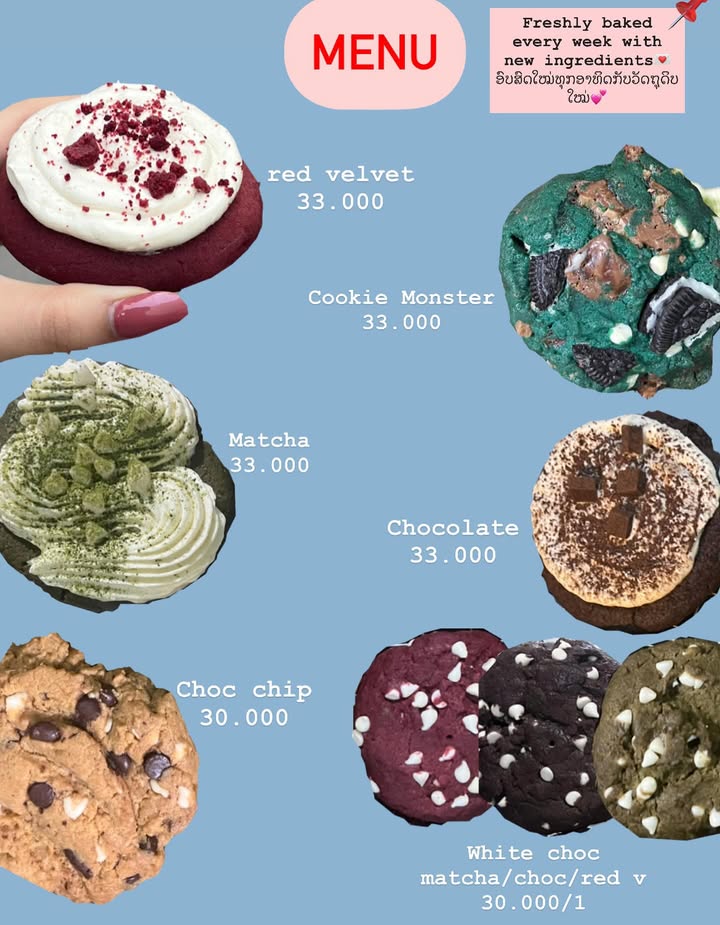 MENU
Freshly baked
every week with
new ingredients💌
ອົບສົດໃໝ່ທຸກອາທິດກັບວັດຖຸດິບ
ໃໝ່💕
red velvet
33.000
Cookie Monster
33.000
Matcha
33.000
Chocolate
33.000
Choc chip
30.000
White choc
matcha/choc/red v
30.000/1